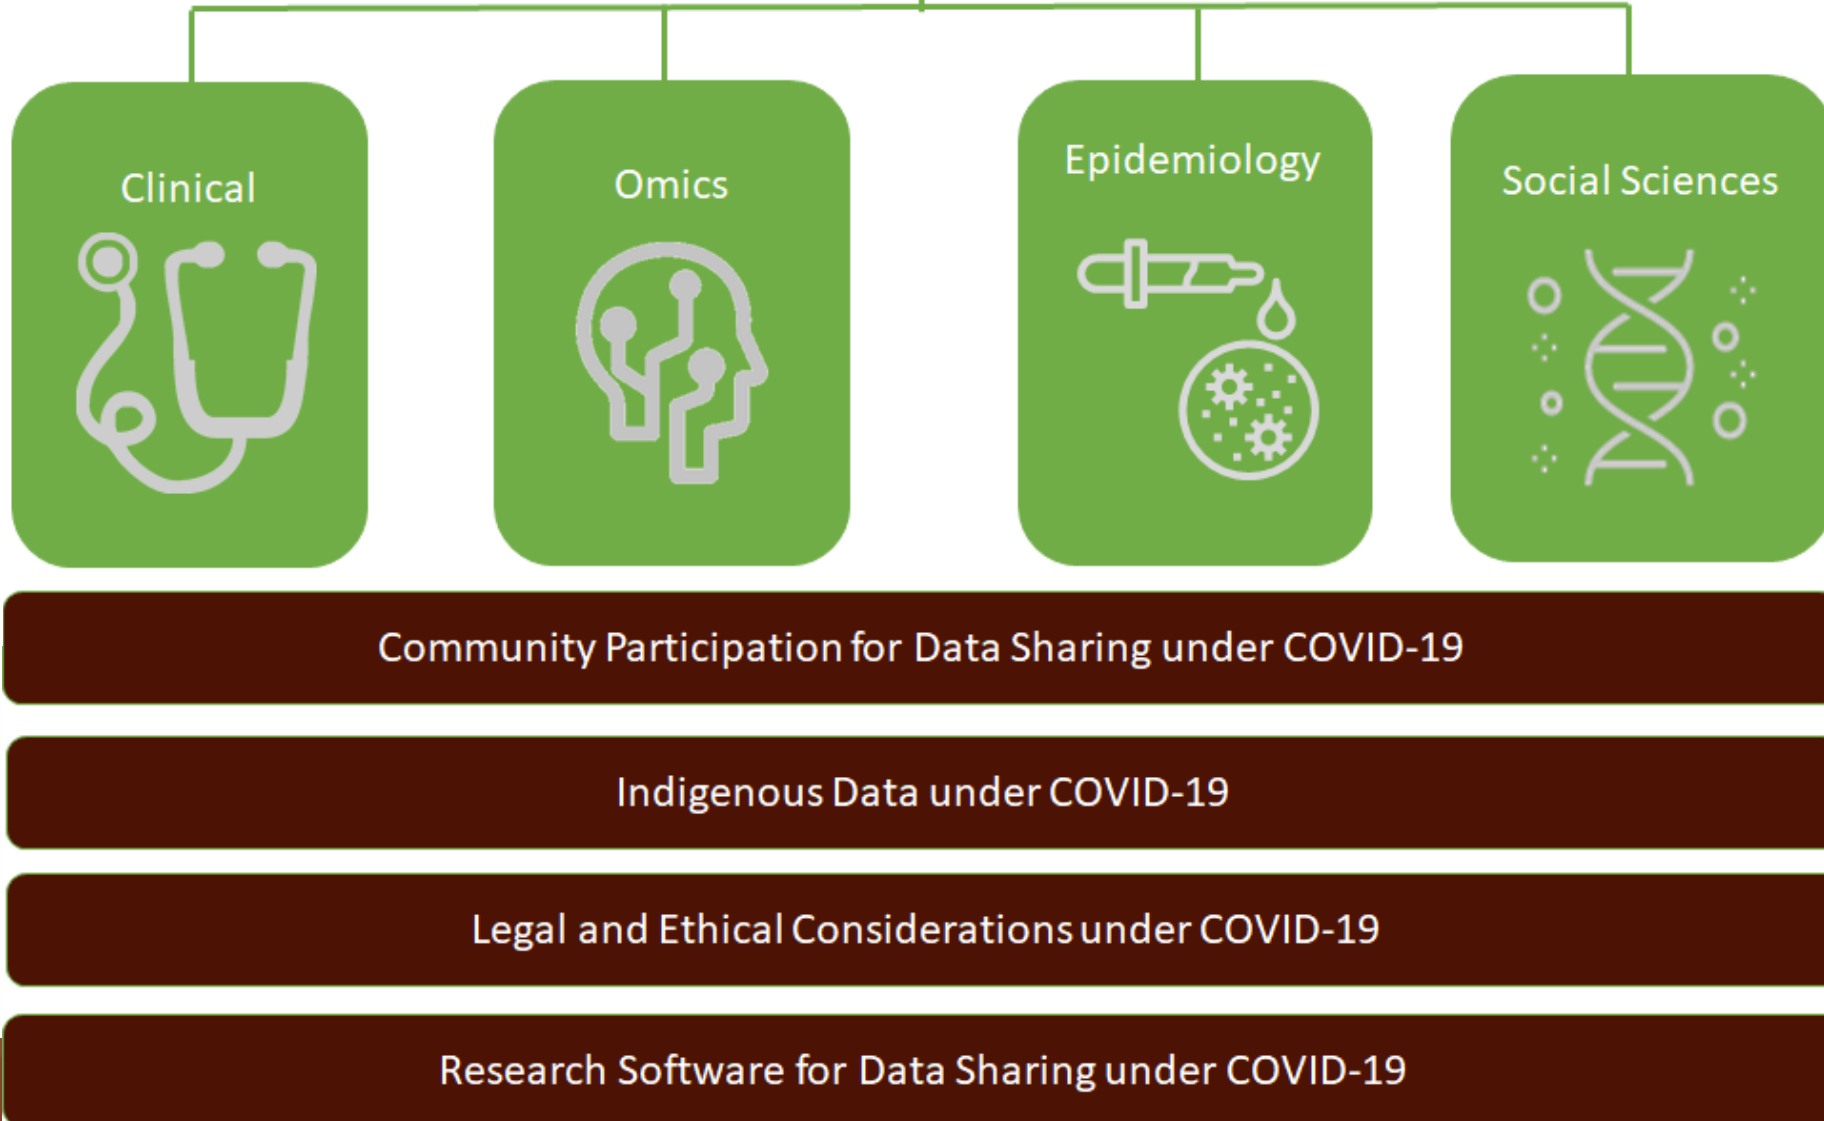 Clinical
Omics
Epidemiology
Social Sciences
Community Participation for Data Sharing under COVID-19
Indigenous Data under COVID-19
Legal and Ethical Considerations under COVID-19
Research Software for Data Sharing under COVID-19